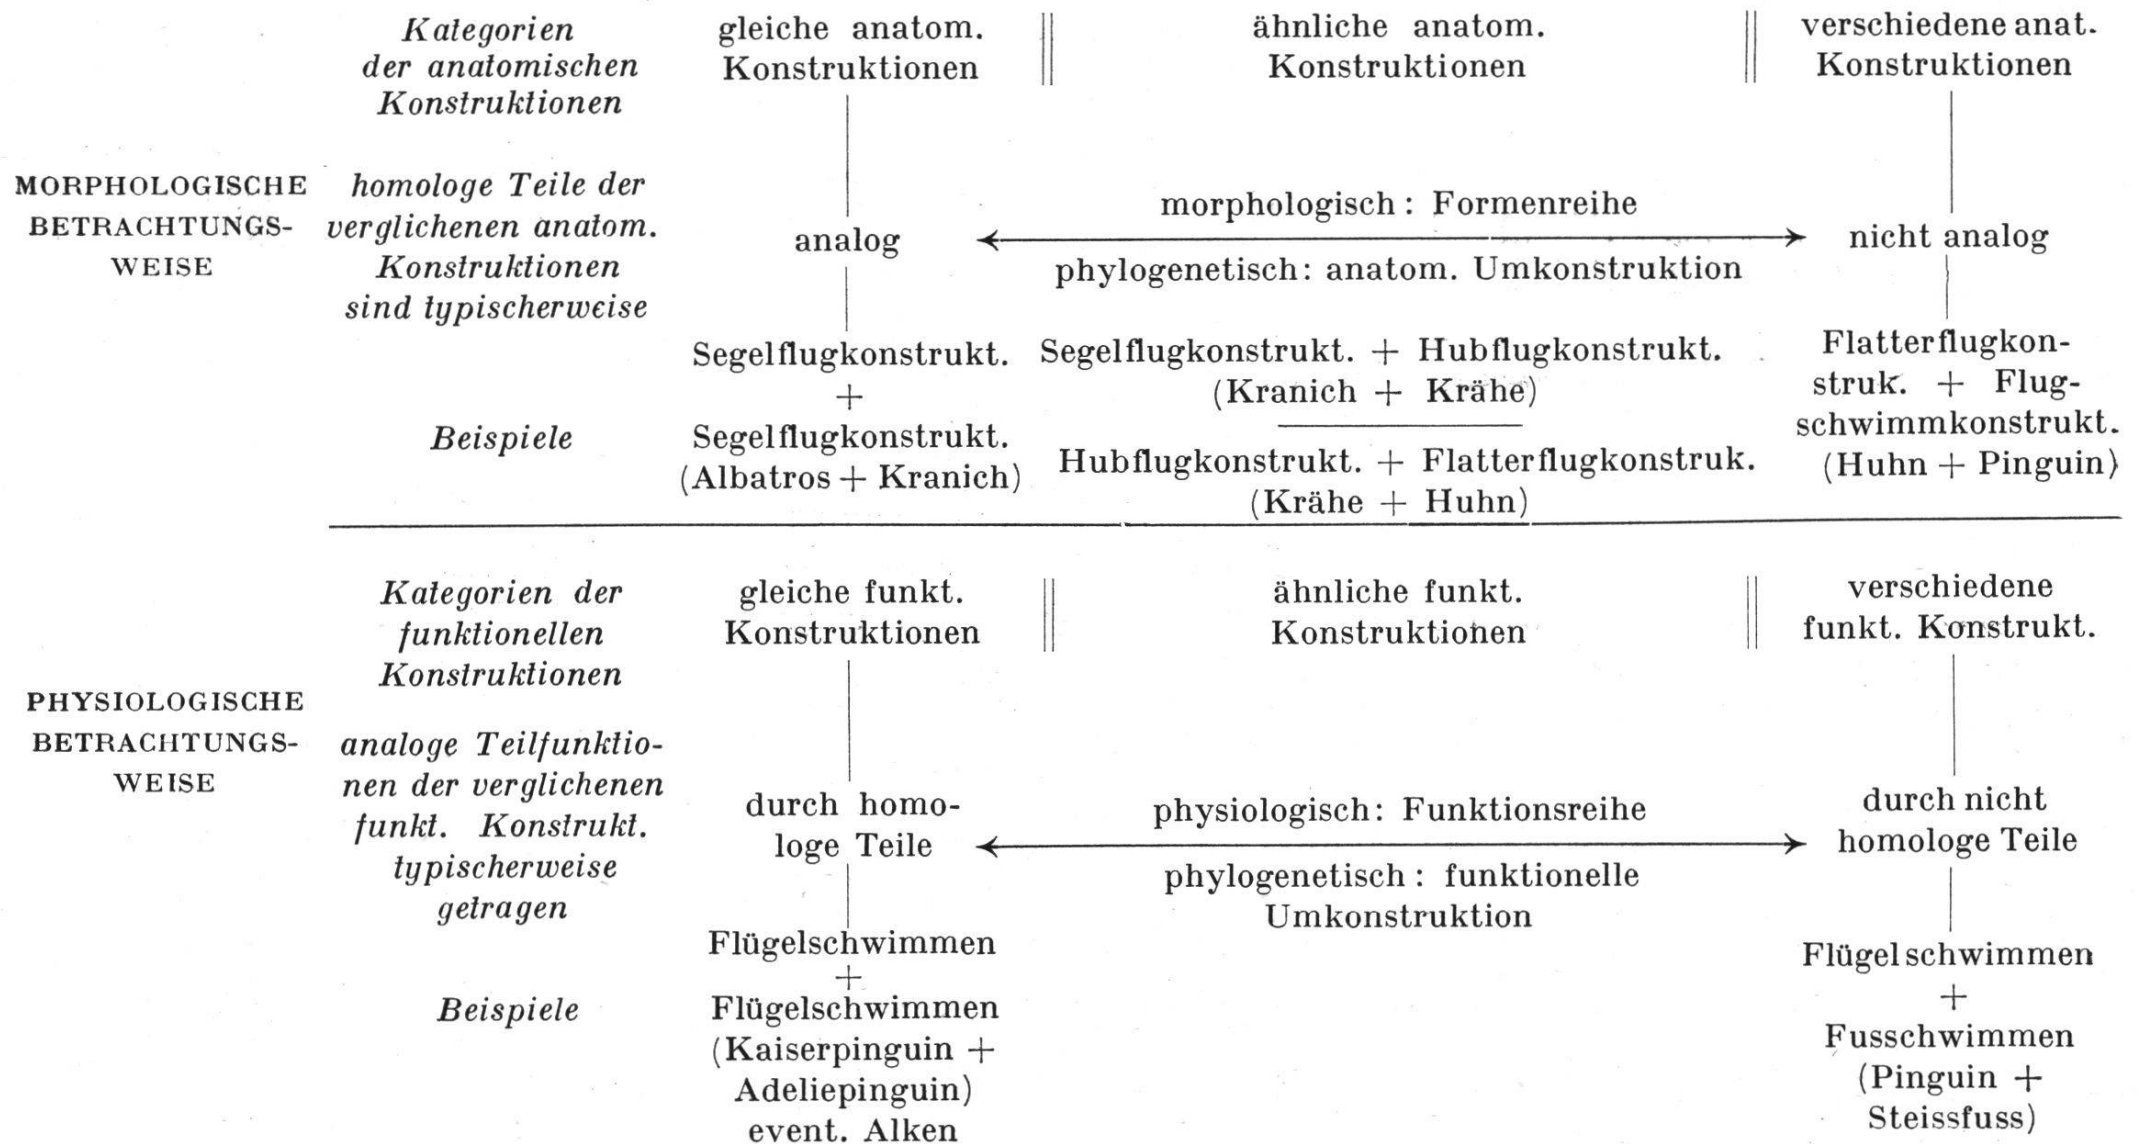 Kategorien
der anatomischen
Konstruktionen
gleiche anatom.
Konstruktionen
ähnliche anatom.
Konstruktionen
verschiedene anat.
Konstruktionen
MORPHOLOGISCHE
BETRACHTUNGS-
WEISE
homologe Teile der
verglichenen anatom.
Konstruktionen
sind typischerweise
analog
morphologisch: Formenreihe
phylogenetisch: anatom. Umkonstruktion
nicht analog
Beispiele
Segelflugkonstrukt.
+
Segelflugkonstrukt.
(Albatros + Kranich)
Segelflugkonstrukt. + Hubflugkonstrukt.
(Kranich + Krähe)
Hubflugkonstrukt. + Flatterflugkonstruk.
(Krähe + Huhn)
Flatterflugkon-
struk. + Flug-
schwimmkonstrukt.
(Huhn + Pinguin)
Kategorien der
funktionellen
Konstruktionen
gleiche funkt.
Konstruktionen
ähnliche funkt.
Konstruktionen
verschiedene
funkt. Konstrukt.
PHYSIOLOGISCHE
BETRACHTUNGS-
WEISE
analoge Teilfunktio-
nen der verglichenen
funkt. Konstrukt.
typischerweise
getragen
durch homo-
loge Teile
physiologisch: Funktionsreihe
phylogenetisch: funktionelle
Umkonstruktion
durch nicht
homologe Teile
Beispiele
Flügelschwimmen
+
Flügelschwimmen
(Kaiserpinguin +
Adeliepinguin)
event. Alken
Flügelschwimmen
+
Fusschwimmen
(Pinguin +
Steissfuss)